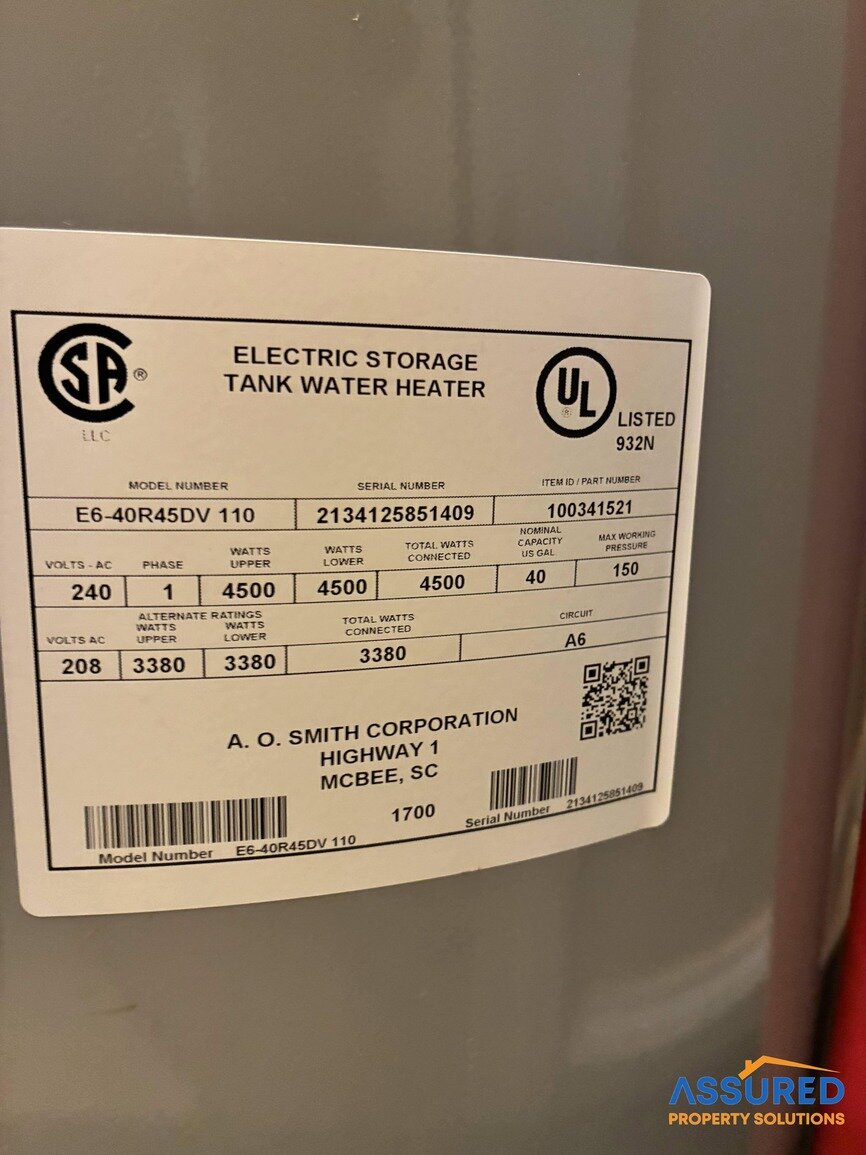 SA ®
LLC
ELECTRIC STORAGE
TANK WATER HEATER
UL ®
LISTED
932N
MODEL NUMBER SERIAL NUMBER ITEM ID / PART NUMBER
E6-40R45DV 110 2134125851409 100341521
VOLTS - AC PHASE WATTS UPPER WATTS LOWER TOTAL WATTS CONNECTED NOMINAL CAPACITY US GAL MAX WORKING PRESSURE
240 1 4500 4500 4500 40 150
ALTERNATE RATINGS
VOLTS AC WATTS UPPER WATTS LOWER TOTAL WATTS CONNECTED CIRCUIT
208 3380 3380 3380 A6
A. O. SMITH CORPORATION
HIGHWAY 1
MCBEE, SC
1700
Model Number E6-40R45DV 110
Serial Number 2134125851409
ASSURED
PROPERTY SOLUTIONS